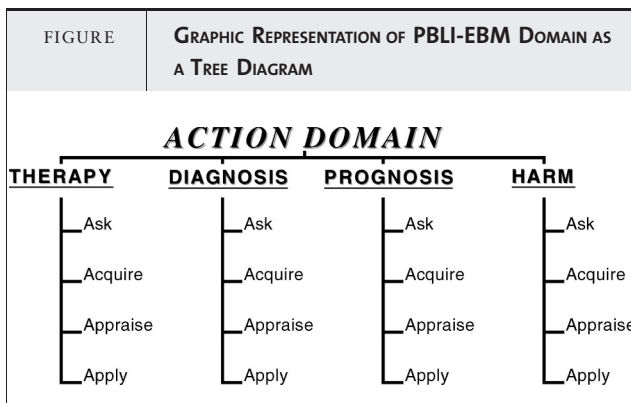 FIGURE
GRAPHIC REPRESENTATION OF PBLI-EBM DOMAIN AS
A TREE DIAGRAM
ACTION DOMAIN
THERAPY DIAGNOSIS PROGNOSIS HARM
Ask Ask Ask Ask
Acquire Acquire Acquire Acquire
Appraise Appraise Appraise Appraise
Apply Apply Apply Apply